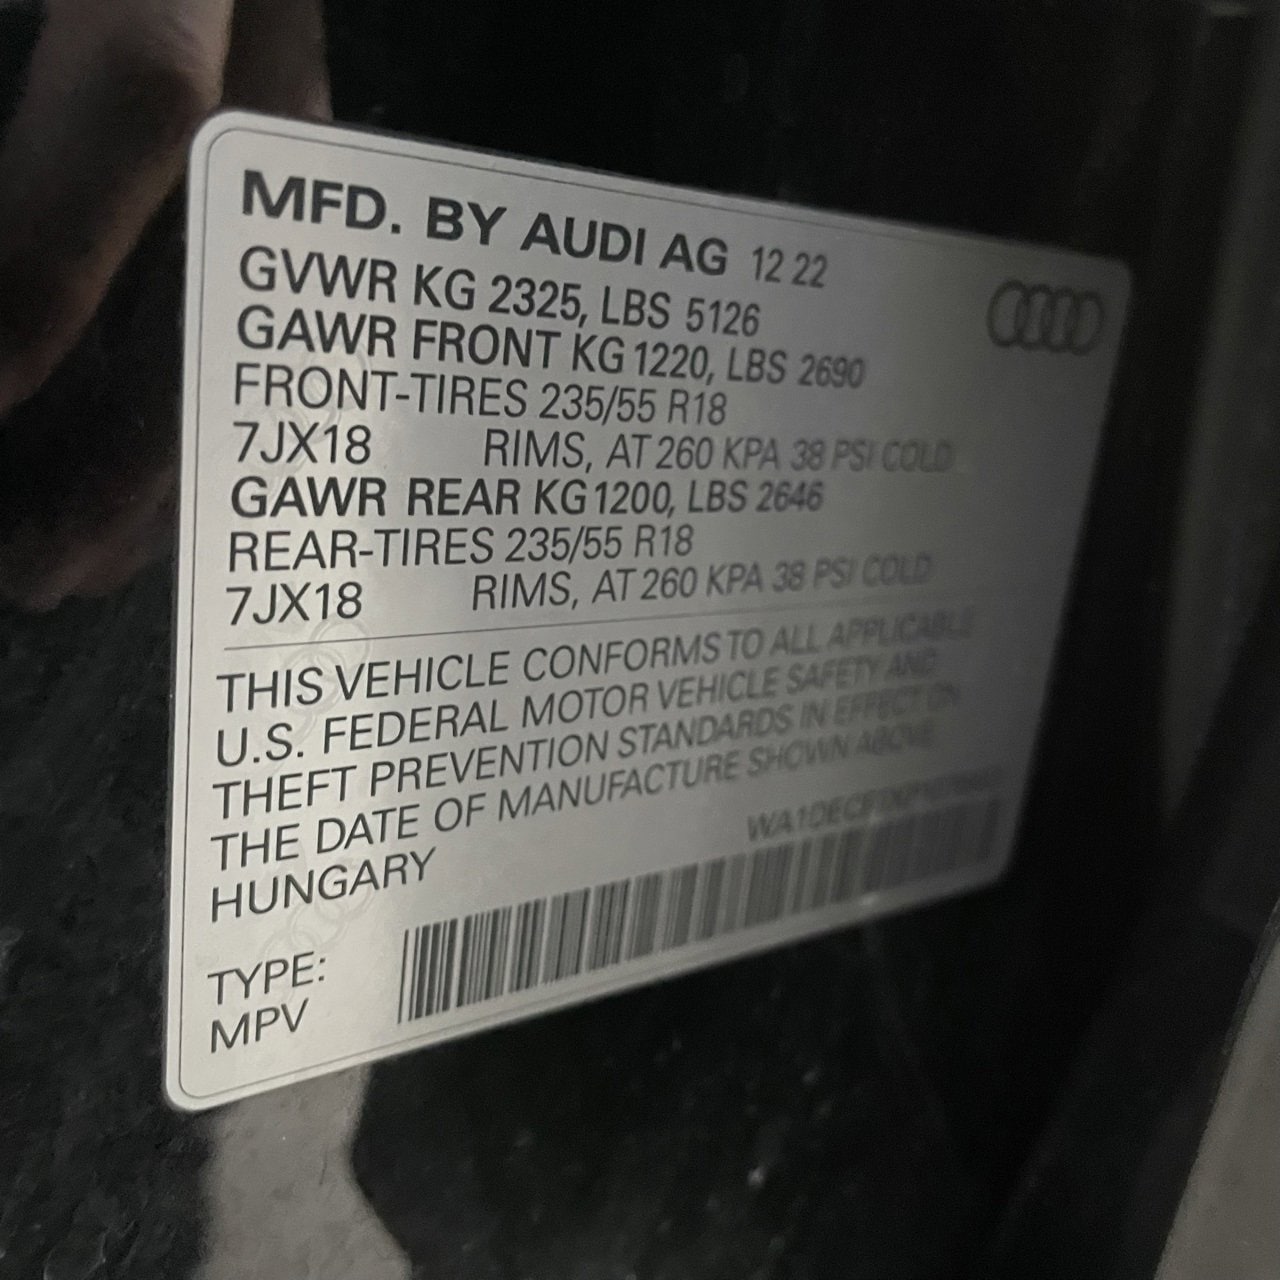 MFD. BY AUDI AG 12 22
GVWR KG 2325, LBS 5126
GAWR FRONT KG 1220, LBS 2690
FRONT-TIRES 235/55 R18
7JX18 RIMS, AT 260 KPA 38 PSI COLD
GAWR REAR KG 1200, LBS 2646
REAR-TIRES 235/55 R18
7JX18 RIMS, AT 260 KPA 38 PSI COLD
THIS VEHICLE CONFORMS TO ALL APPLICABLE
U.S. FEDERAL MOTOR VEHICLE SAFETY AND
THEFT PREVENTION STANDARDS IN EFFECT ON
THE DATE OF MANUFACTURE SHOWN ABOVE
HUNGARY
TYPE:
MPV